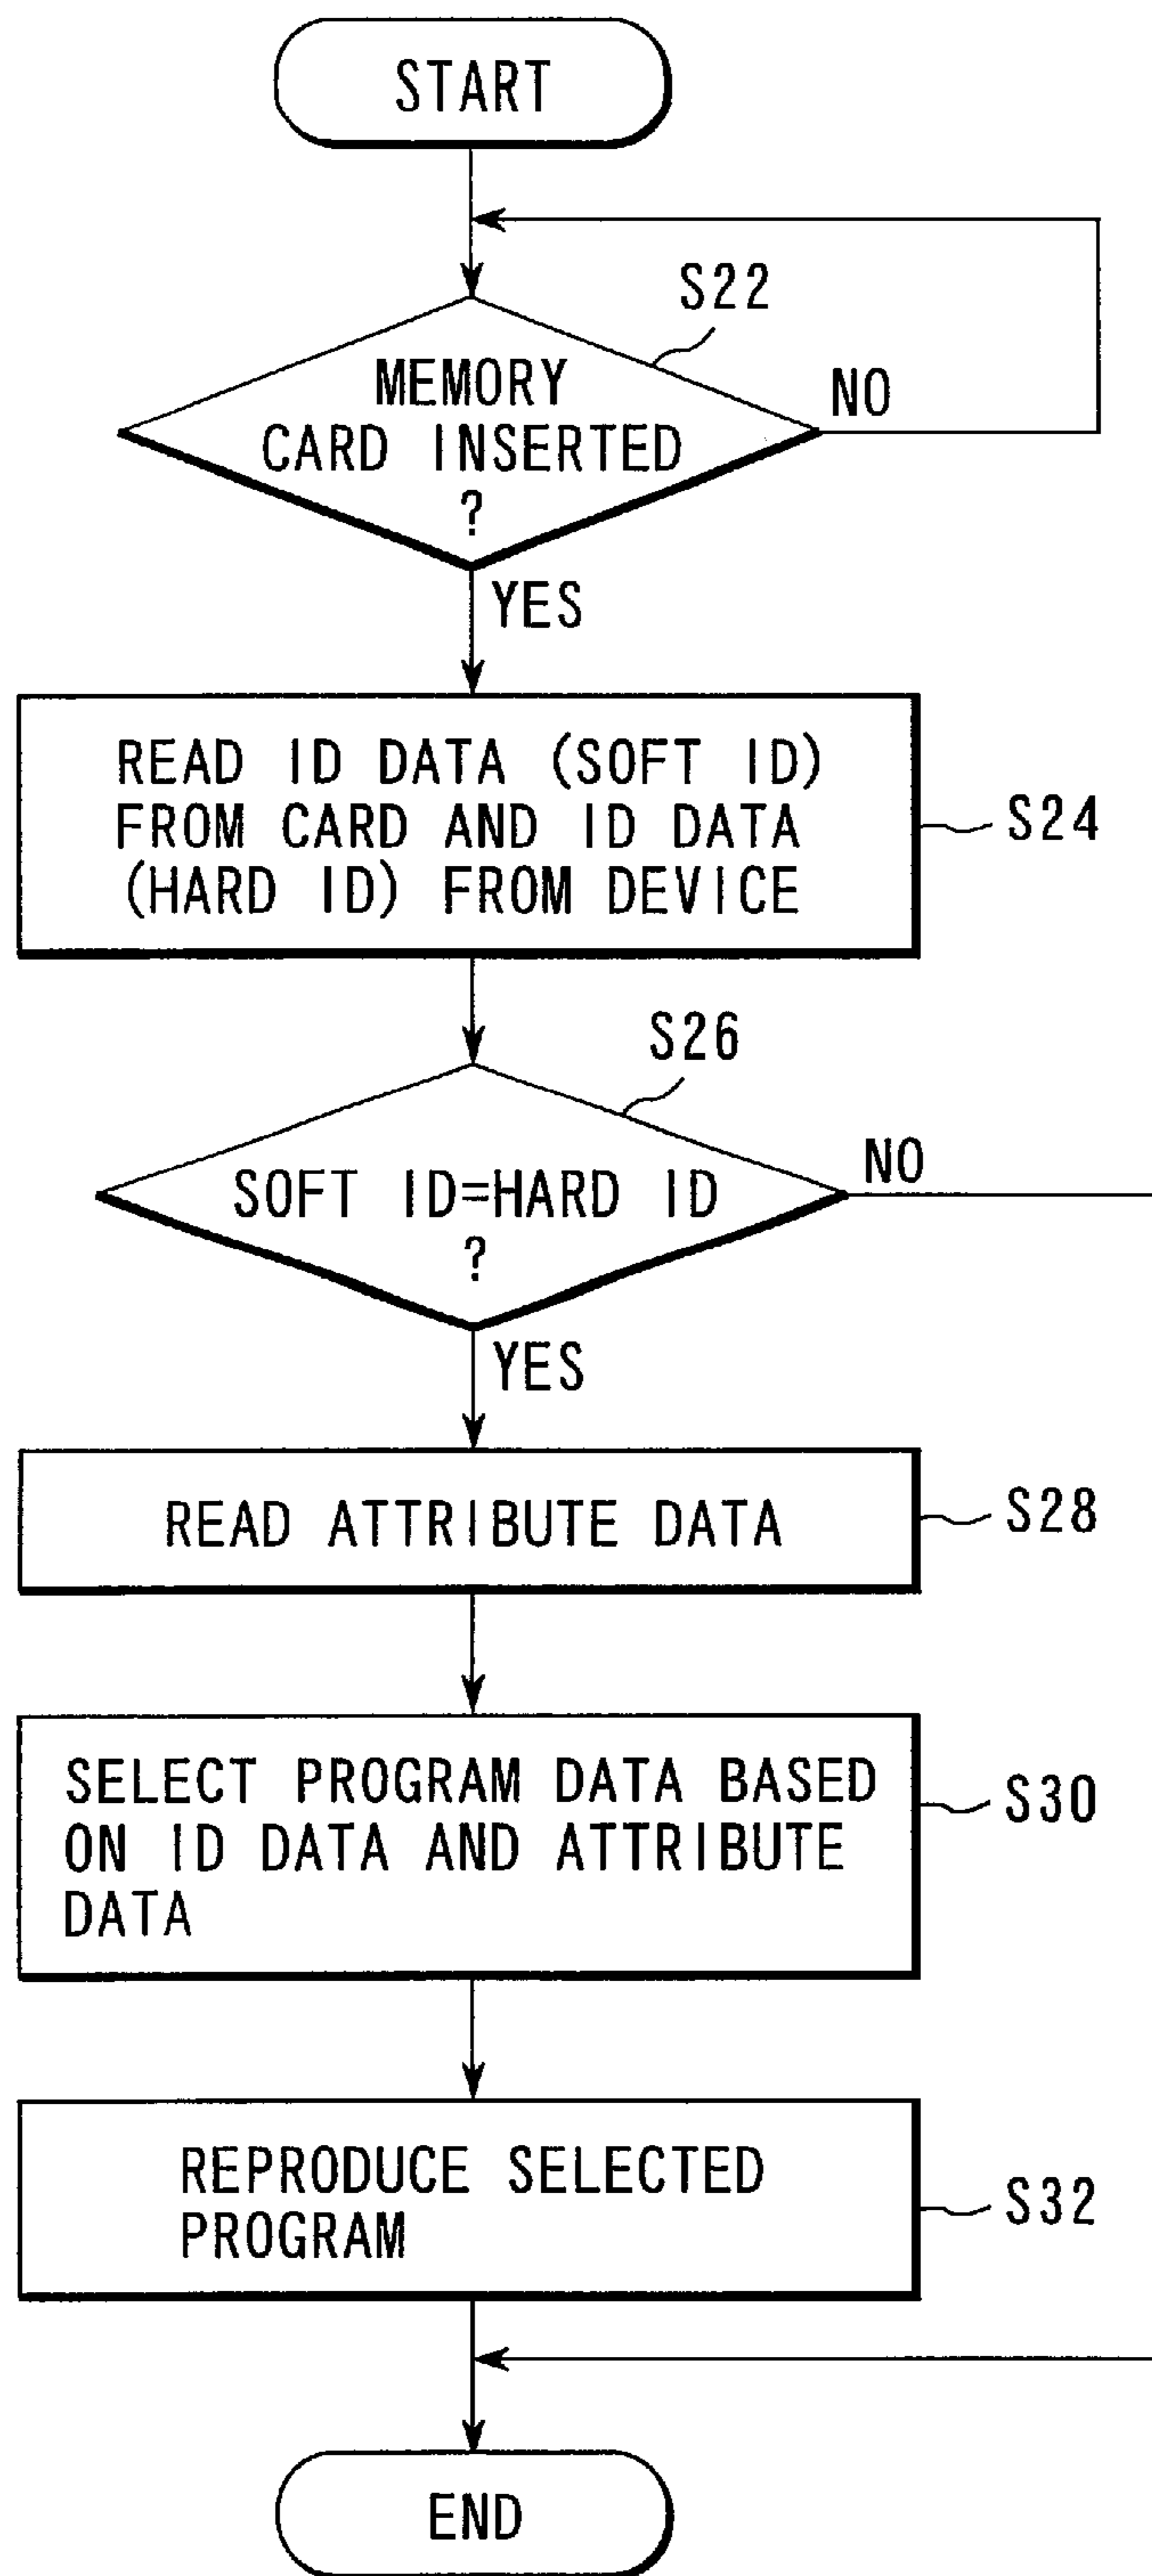 START
S22
MEMORY
CARD INSERTED
?
NO
YES
READ ID DATA (SOFT ID)
FROM CARD AND ID DATA
(HARD ID) FROM DEVICE
S24
S26
SOFT ID=HARD ID
?
NO
YES
READ ATTRIBUTE DATA
S28
SELECT PROGRAM DATA BASED
ON ID DATA AND ATTRIBUTE
DATA
S30
REPRODUCE SELECTED
PROGRAM
S32
END